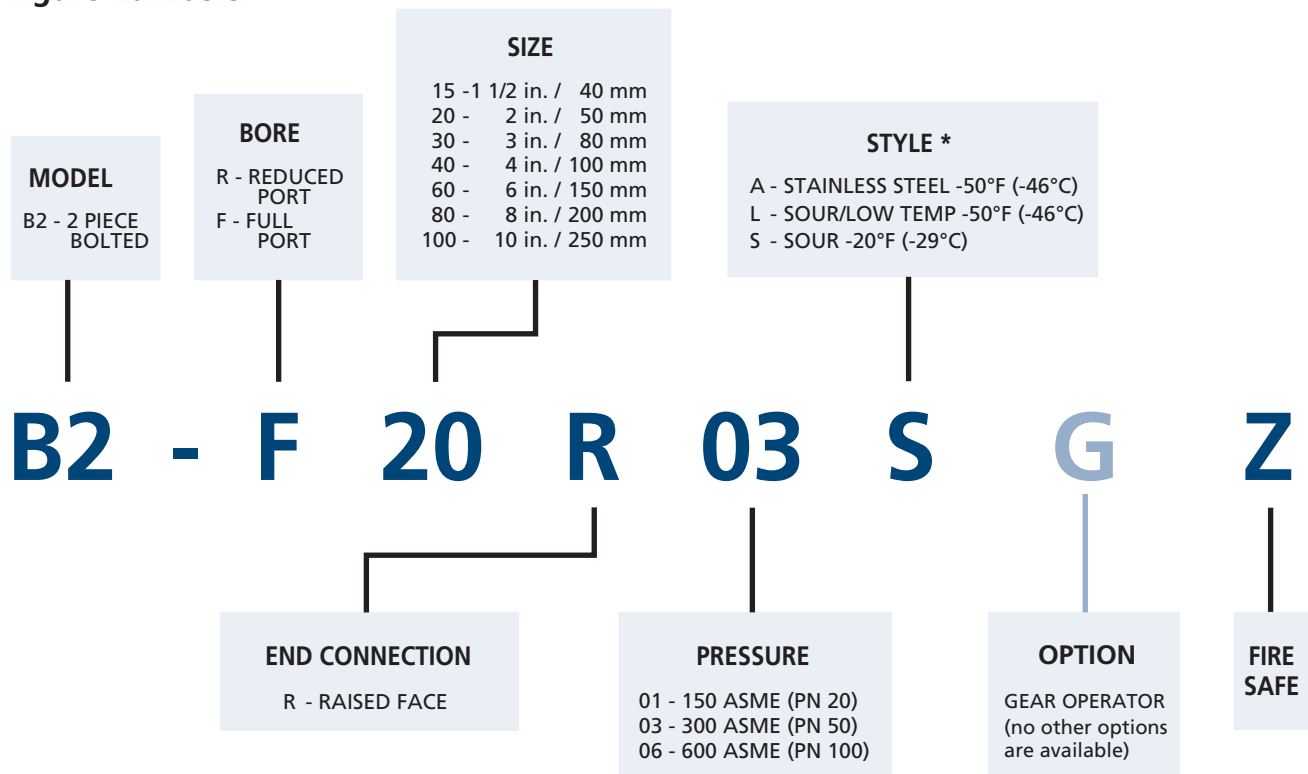 SIZE
15 -1 1/2 in. / 40 mm
20 - 2 in. / 50 mm
30 - 3 in. / 80 mm
40 - 4 in. / 100 mm
60 - 6 in. / 150 mm
80 - 8 in. / 200 mm
100 - 10 in. / 250 mm
BORE
R - REDUCED
PORT
F - FULL
PORT
MODEL
B2 - 2 PIECE
BOLTED
STYLE *
A - STAINLESS STEEL -50°F (-46°C)
L - SOUR/LOW TEMP -50°F (-46°C)
S - SOUR -20°F (-29°C)
B2 - F 20 R 03 S G Z
END CONNECTION
R - RAISED FACE
PRESSURE
01 - 150 ASME (PN 20)
03 - 300 ASME (PN 50)
06 - 600 ASME (PN 100)
OPTION
GEAR OPERATOR
(no other options
are available)
FIRE
SAFE